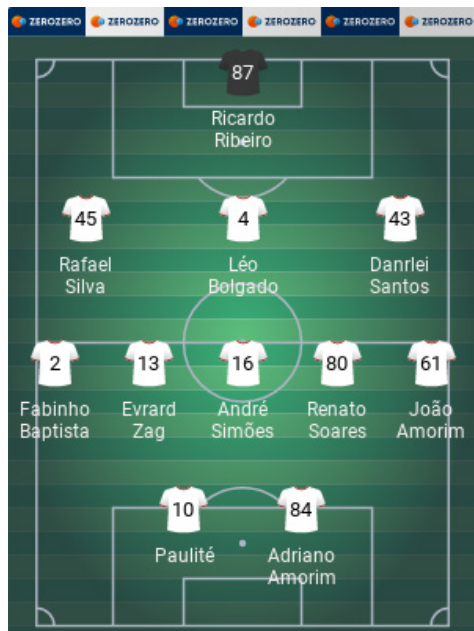 ZEROZERO ZEROZERO ZEROZERO ZEROZERO ZEROZERO ZEROZERO
87
Ricardo
Ribeiro
45 4 43
Rafael Léo Danrlei
Silva Bolgado Santos
2 13 16 80 61
Fabinho Evrard André Renato João
Baptista Zag Simões Soares Amorim
10 84
Paulité Adriano
Amorim